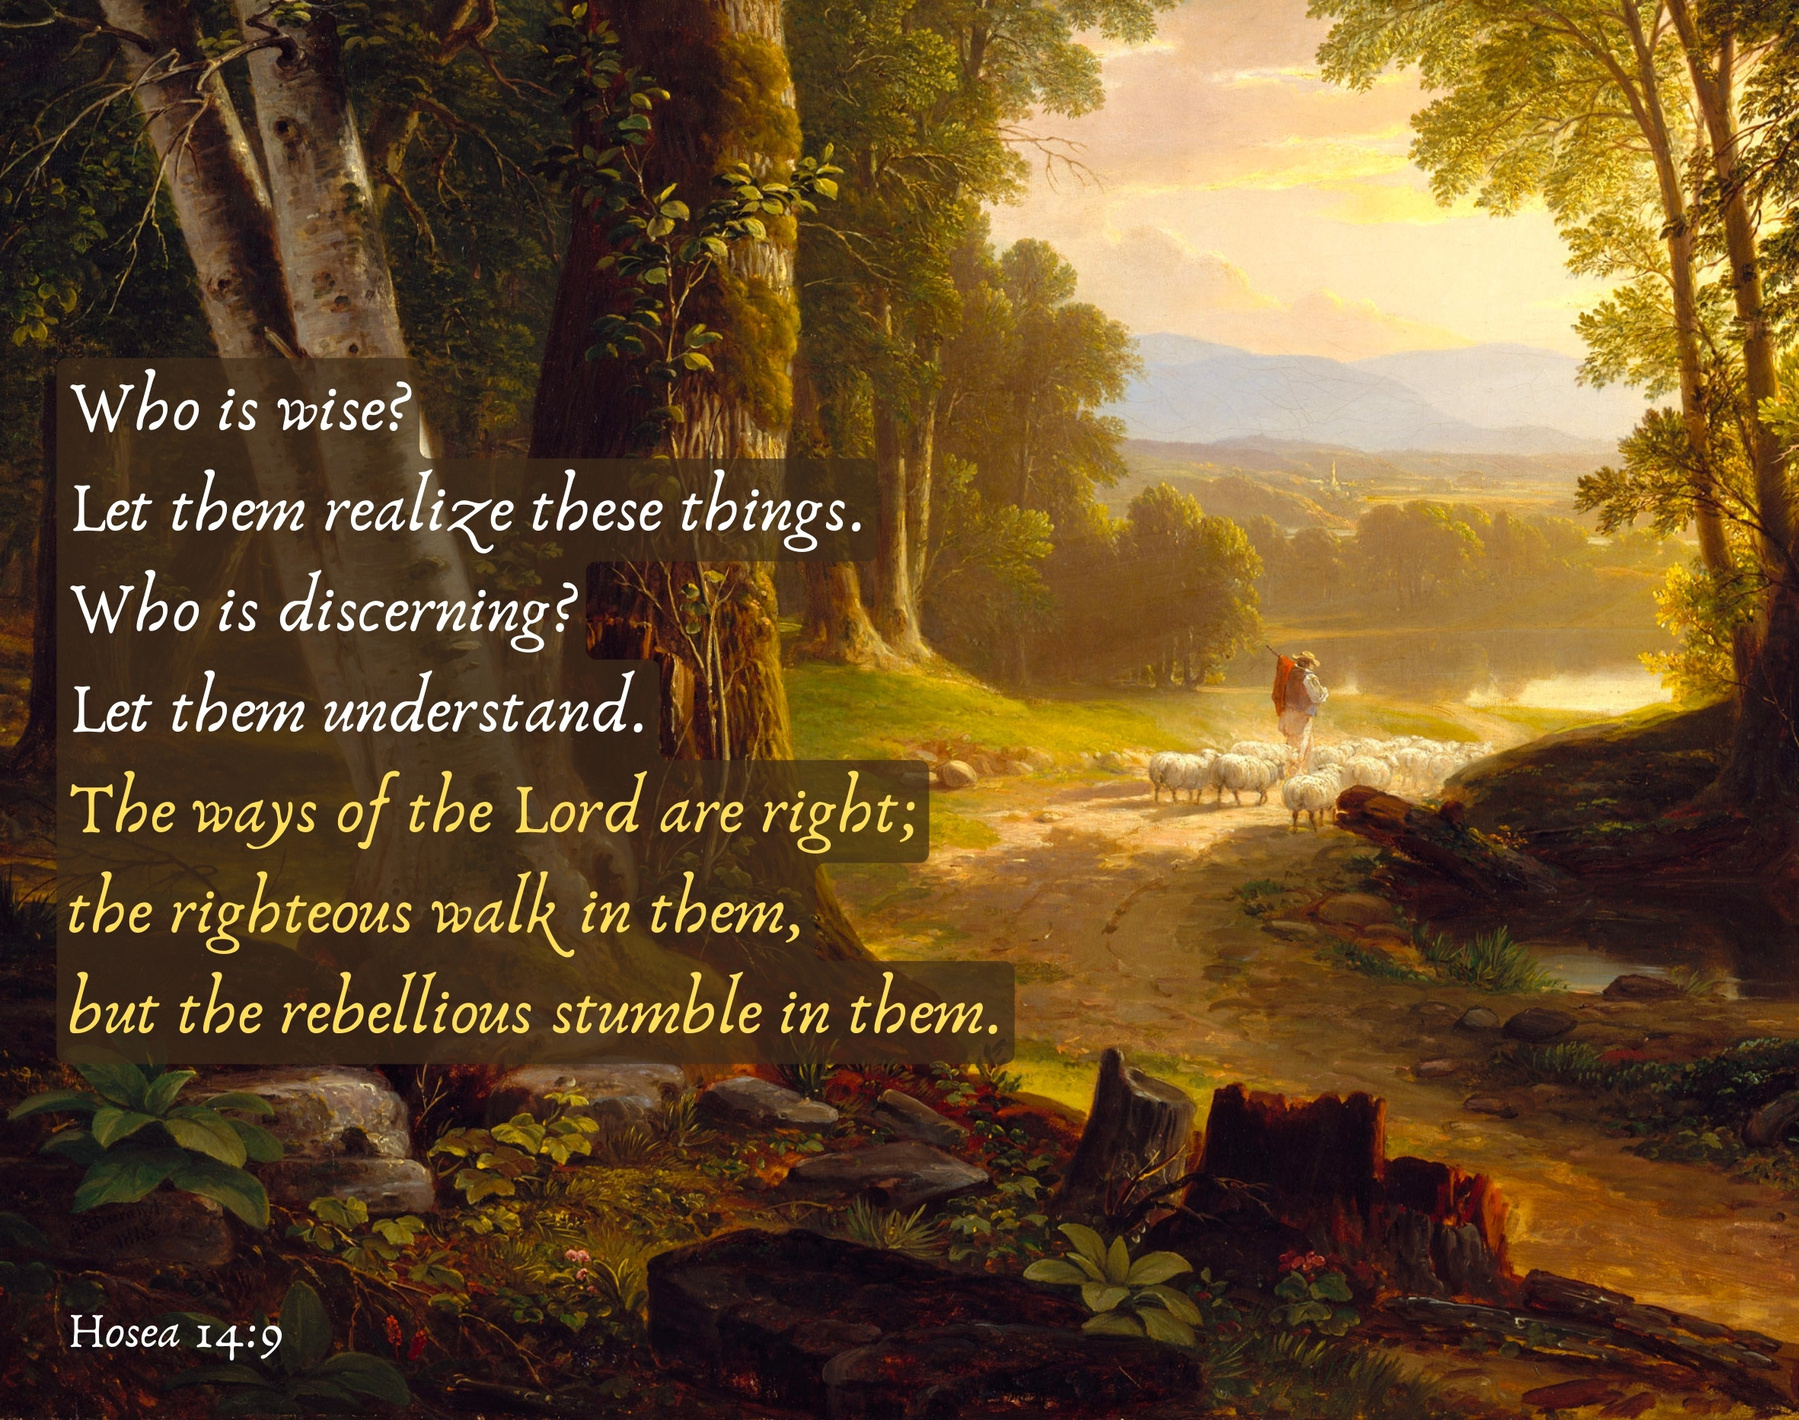 Who is wise?
Let them realize these things.
Who is discerning?
Let them understand.
The ways of the Lord are right;
the righteous walk in them,
but the rebellious stumble in them.
Hosea 14:9